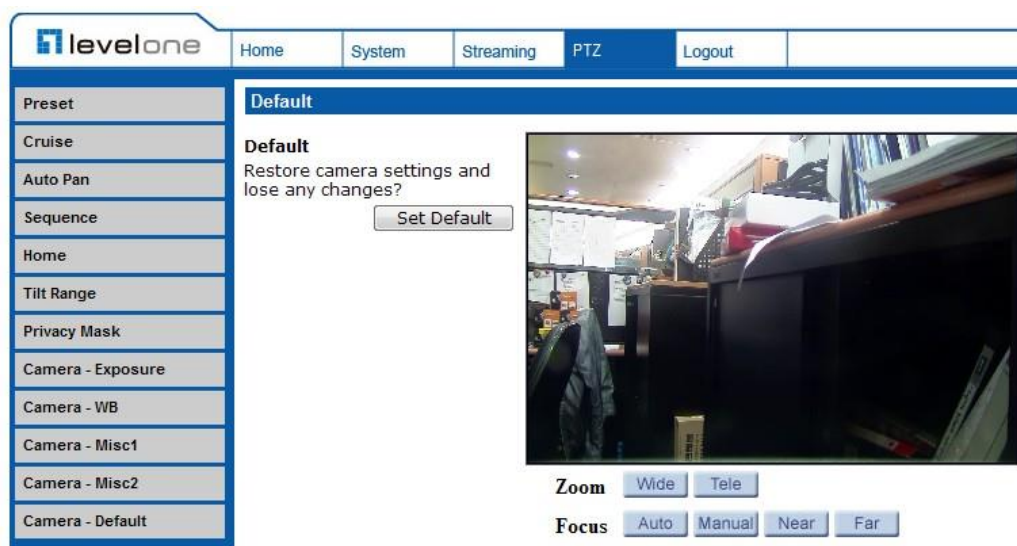 levelone
Home
System
Streaming
PTZ
Logout
Preset
Cruise
Auto Pan
Sequence
Home
Tilt Range
Privacy Mask
Camera - Exposure
Camera - WB
Camera - Misc1
Camera - Misc2
Camera - Default
Default
Default
Restore camera settings and
lose any changes?
Set Default
Zoom
Wide
Tele
Focus
Auto
Manual
Near
Far